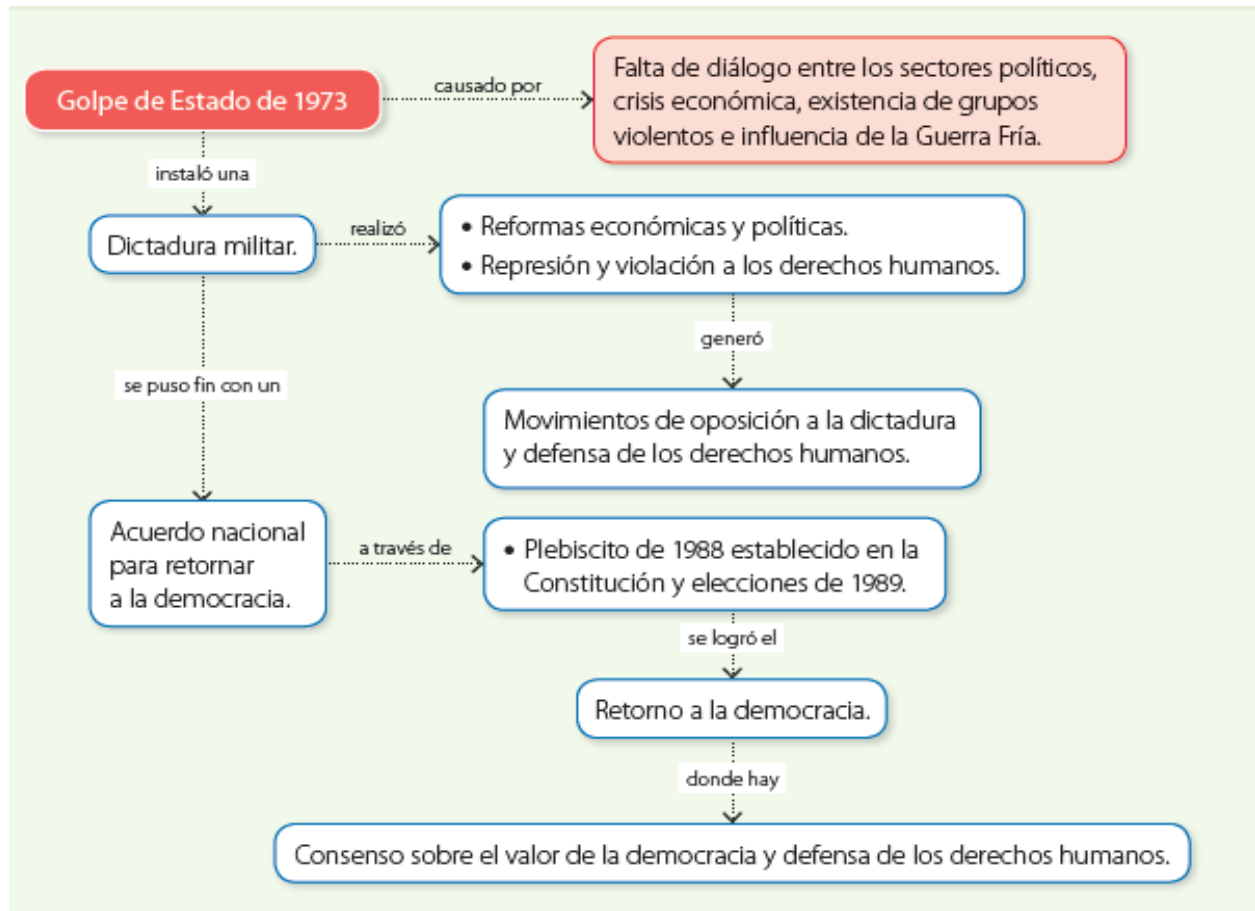 Golpe de Estado de 1973
causado por
Falta de diálogo entre los sectores políticos,
crisis económica, existencia de grupos
violentos e influencia de la Guerra Fría.
instaló una
Dictadura militar.
realizó
• Reformas económicas y políticas.
• Represión y violación a los derechos humanos.
generó
Movimientos de oposición a la dictadura
y defensa de los derechos humanos.
se puso fin con un
Acuerdo nacional
para retornar
a la democracia.
a través de
• Plebiscito de 1988 establecido en la
Constitución y elecciones de 1989.
se logró el
Retorno a la democracia.
donde hay
Consenso sobre el valor de la democracia y defensa de los derechos humanos.